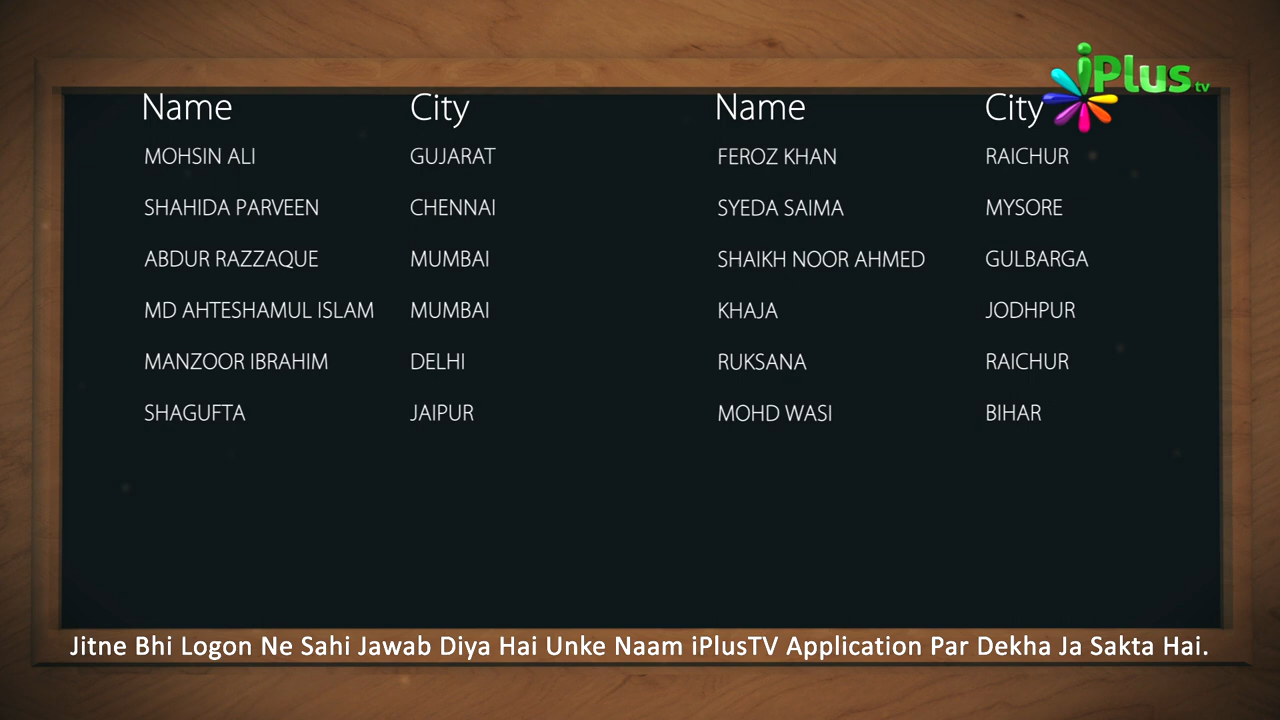 iPlus tv
Name City Name City
MOHSIN ALI GUJARAT FEROZ KHAN RAICHUR
SHAHIDA PARVEEN CHENNAI SYEDA SAIMA MYSORE
ABDUR RAZZAQUE MUMBAI SHAIKH NOOR AHMED GULBARGA
MD AHTESHAMUL ISLAM MUMBAI KHAJA JODHPUR
MANZOOR IBRAHIM DELHI RUKSANA RAICHUR
SHAGUFTA JAIPUR MOHD WASI BIHAR
Jitne Bhi Logon Ne Sahi Jawab Diya Hai Unke Naam iPlusTV Application Par Dekha Ja Sakta Hai.